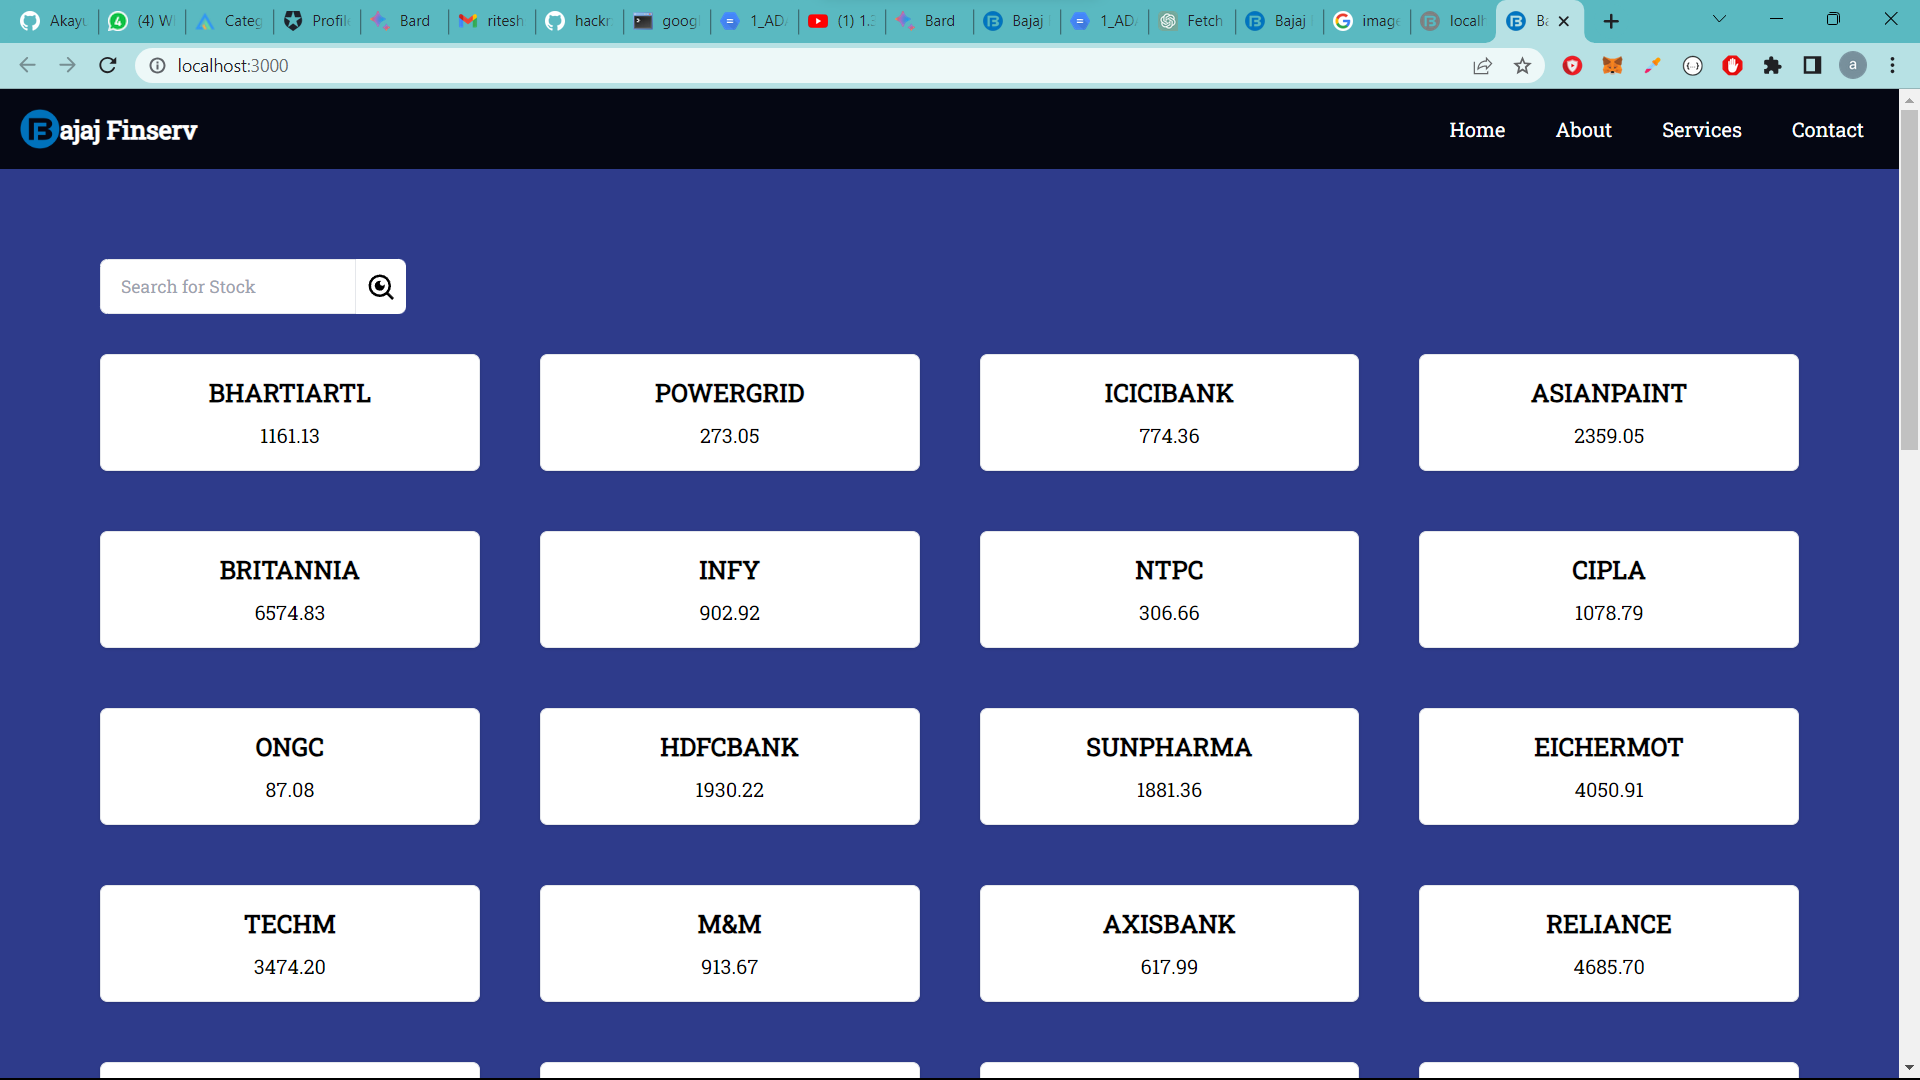 Akayu
(4) W
Categ
Profile
Bard
ritesh
hackr
goog
1_AD
(1) 1.3
Bard
Bajaj
1_AD
Fetch
Bajaj
image
localh
Ba
localhost:3000
a
Bajaj Finserv
Home
About
Services
Contact
Search for Stock
BHARTIARTL
1161.13
POWERGRID
273.05
ICICIBANK
774.36
ASIANPAINT
2359.05
BRITANNIA
6574.83
INFY
902.92
NTPC
306.66
CIPLA
1078.79
ONGC
87.08
HDFCBANK
1930.22
SUNPHARMA
1881.36
EICHERMOT
4050.91
TECHM
3474.20
M&M
913.67
AXISBANK
617.99
RELIANCE
4685.70